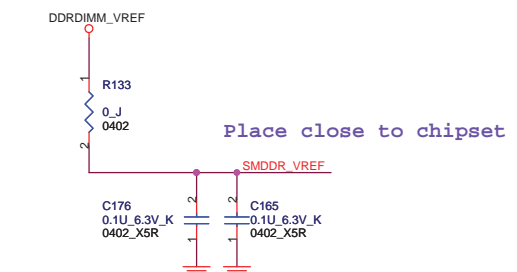 DDRDIMM_VREF
1
R133
0_J
0402
2
Place close to chipset
SMDDR_VREF
C176
0.1U_6.3V_K
0402_X5R
2
1
C165
0.1U_6.3V_K
0402_X5R
2
1